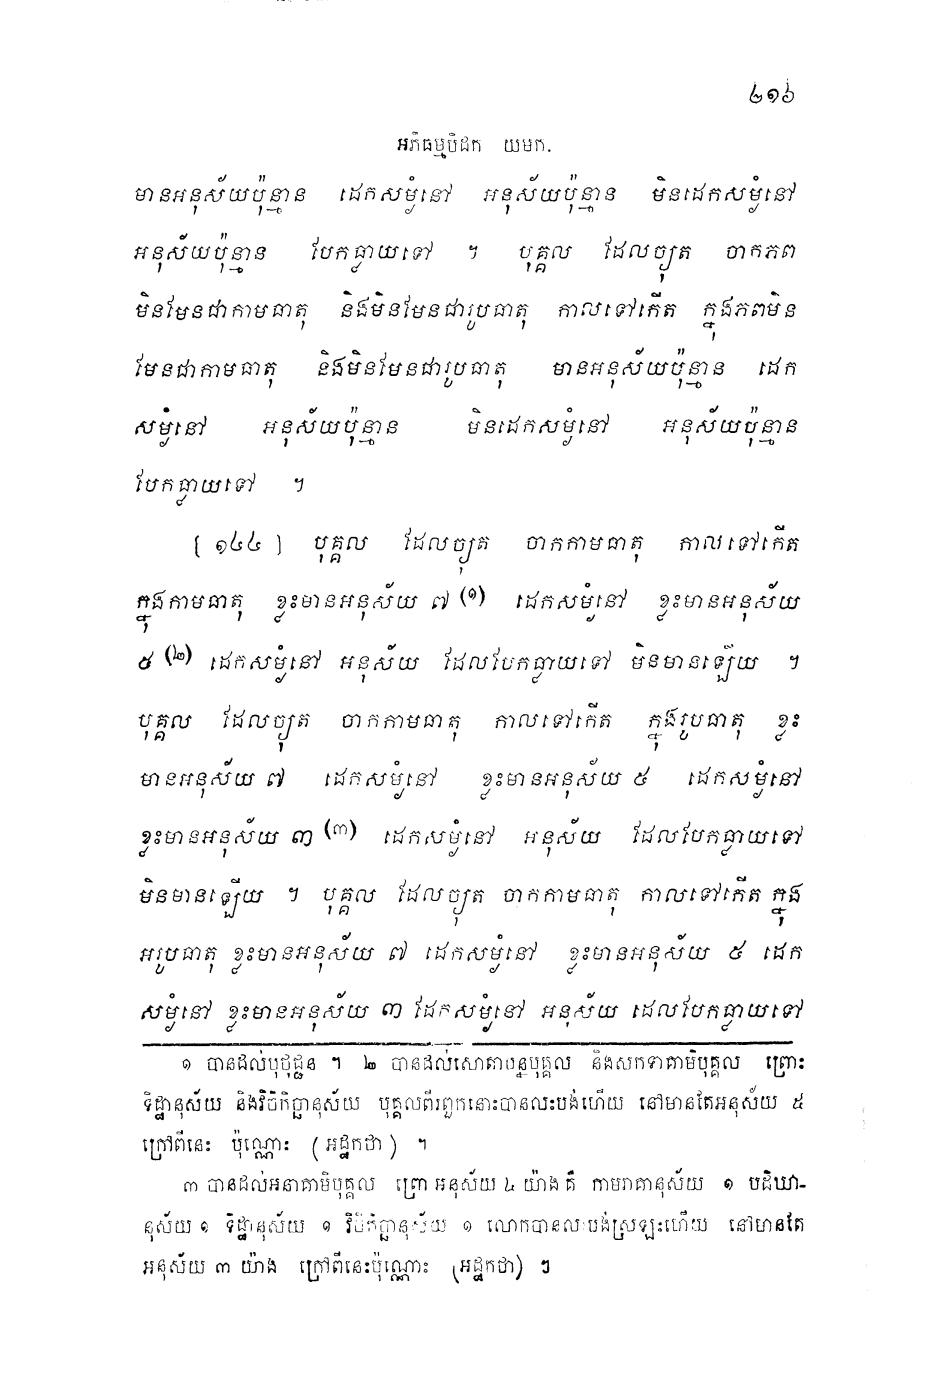 ២១៦
អភិធម្មបិដក យមក.
មានអនុស័យប៉ុន្មាន ដេកសម្ងំនៅ អនុស័យប៉ុន្មាន មិនដេកសម្ងំនៅ
អនុស័យប៉ុន្មាន បែកធ្លាយទៅ ។ បុគ្គល ដែលច្យុត ចាកភព
មិនមែនជាកាមធាតុ និងមិនមែនជារូបធាតុ កាលទៅកើត ក្នុងភពមិន
មែនជាកាមធាតុ និងមិនមែនជារូបធាតុ មានអនុស័យប៉ុន្មាន ដេក
សម្ងំនៅ អនុស័យប៉ុន្មាន មិនដេកសម្ងំនៅ អនុស័យប៉ុន្មាន
បែកធ្លាយទៅ ។
[ ១៤៤ ] បុគ្គល ដែលច្យុត ចាកកាមធាតុ កាលទៅកើត
ក្នុងកាមធាតុ ខ្លះមានអនុស័យ ៧ (១) ដេកសម្ងំនៅ ខ្លះមានអនុស័យ
៥ (២) ដេកសម្ងំនៅ អនុស័យ ដែលបែកធ្លាយទៅ មិនមានឡើយ ។
បុគ្គល ដែលច្យុត ចាកកាមធាតុ កាលទៅកើត ក្នុងរូបធាតុ ខ្លះ
មានអនុស័យ ៧ ដេកសម្ងំនៅ ខ្លះមានអនុស័យ ៥ ដេកសម្ងំនៅ
ខ្លះមានអនុស័យ ៣ (៣) ដេកសម្ងំនៅ អនុស័យ ដែលបែកធ្លាយទៅ
មិនមានឡើយ ។ បុគ្គល ដែលច្យុត ចាកកាមធាតុ កាលទៅកើត ក្នុង
អរូបធាតុ ខ្លះមានអនុស័យ ៧ ដេកសម្ងំនៅ ខ្លះមានអនុស័យ ៥ ដេក
សម្ងំនៅ ខ្លះមានអនុស័យ ៣ ដែកសម្ងំនៅ អនុស័យ ដេលបែកធ្លាយទៅ
១ បានដល់បុថុជ្ជន ។ ២ បានដល់សោតាបន្នបុគ្គល និងសកទាគាមិបុគ្គល ព្រោះ
ទិដ្ឋានុស័យ និងវិចិកិច្ឆានុស័យ បុគ្គលពីរពួកនោះបានលះបង់ហើយ នៅមានតែអនុស័យ ៥
ក្រៅពីនេះ ប៉ុណ្ណោះ ( អដ្ឋកថា ) ។
៣ បានដល់អនាគាមិបុគ្គល ព្រោ អនុស័យ ៤ យ៉ាង គឺ កាមរាគានុស័យ ១ បដិឃា-
នុស័យ ១ ទិដ្ឋានុស័យ ១ វិចិកិច្ឆានុស័យ ១ លោកបានលះបង់ស្រឡះហើយ នៅមានតែ
អនុស័យ ៣ យ៉ាង ក្រៅពីនេះប៉ុណ្ណោះ (អដ្ឋកថា) ៗ